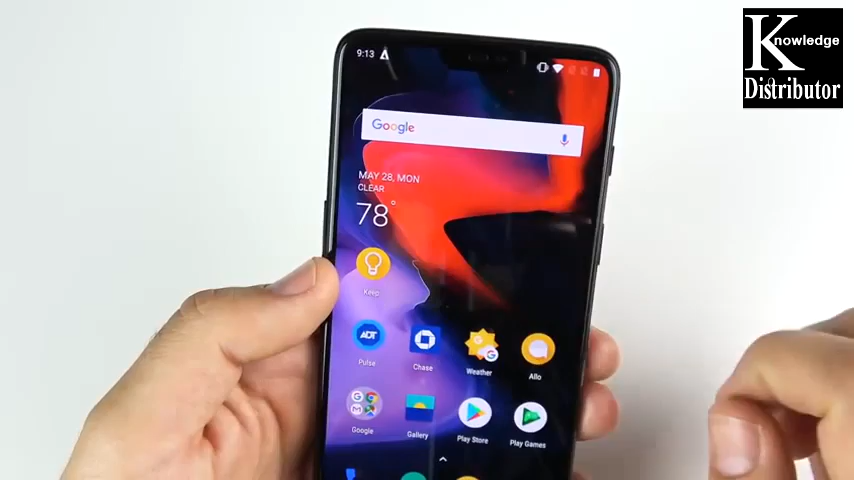 Knowledge
Distributor
9:13
Google
MAY 28, MON
CLEAR
78°
Keep
ADT
Pulse
Chase
Weather
Allo
Google
Gallery
Play Store
Play Games